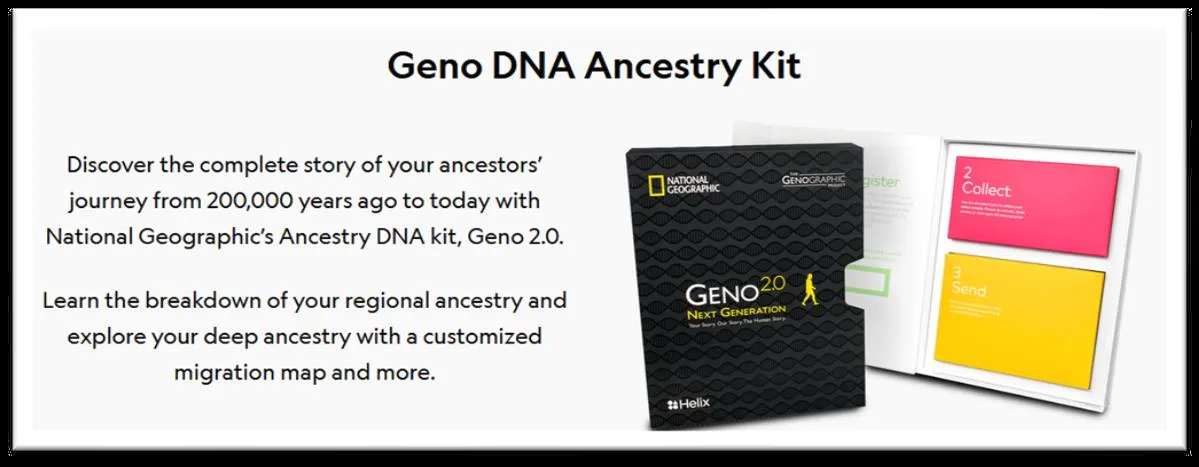 Geno DNA Ancestry Kit
Discover the complete story of your ancestors’
journey from 200,000 years ago to today with
National Geographic’s Ancestry DNA kit, Geno 2.0.
Learn the breakdown of your regional ancestry and
explore your deep ancestry with a customized
migration map and more.
NATIONAL
GEOGRAPHIC
THE
GENOGRAPHIC
PROJECT
GENO 2.0
NEXT GENERATION
Your Story. Our Story. The Human Story.
Helix
gister
2
Collect
3
Send